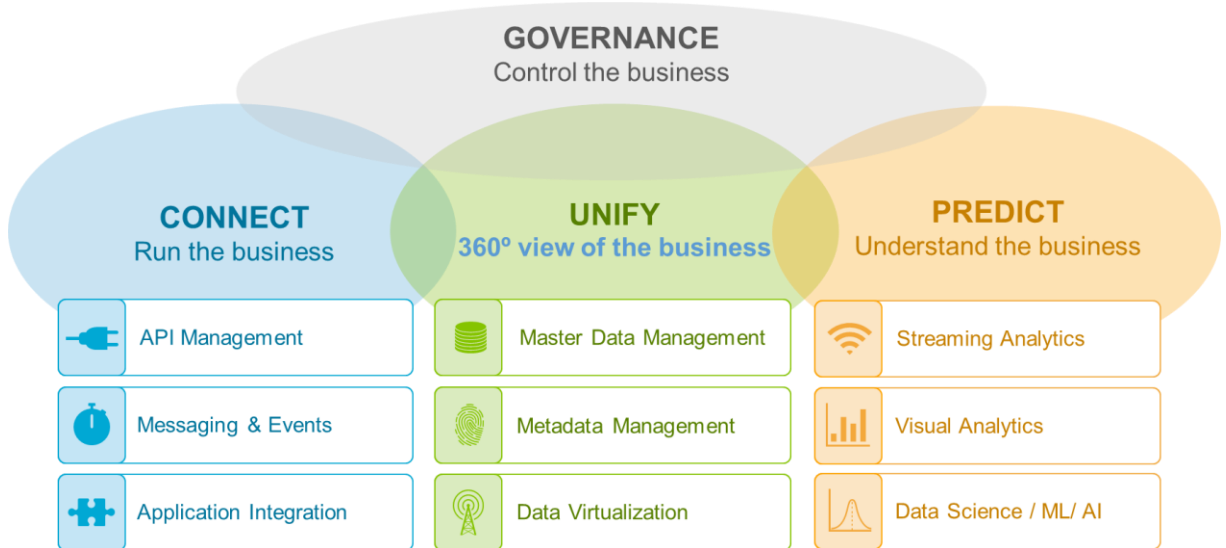 GOVERNANCE
Control the business
CONNECT
Run the business
UNIFY
360º view of the business
PREDICT
Understand the business
API Management
Messaging & Events
Application Integration
Master Data Management
Metadata Management
Data Virtualization
Streaming Analytics
Visual Analytics
Data Science / ML/ AI